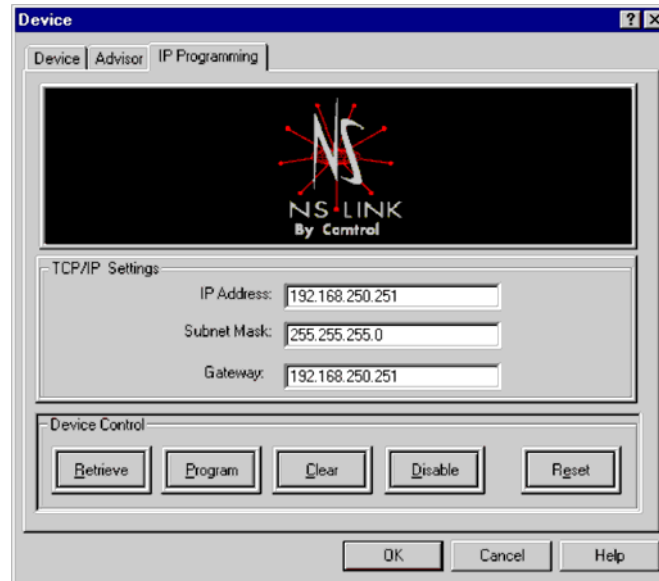 Device
Device Advisor IP Programming
NS
NS LINK
By Comtrol
TCP/IP Settings
IP Address: 192.168.250.251
Subnet Mask: 255.255.255.0
Gateway: 192.168.250.251
Device Control
Retrieve Program Clear Disable Reset
OK Cancel Help